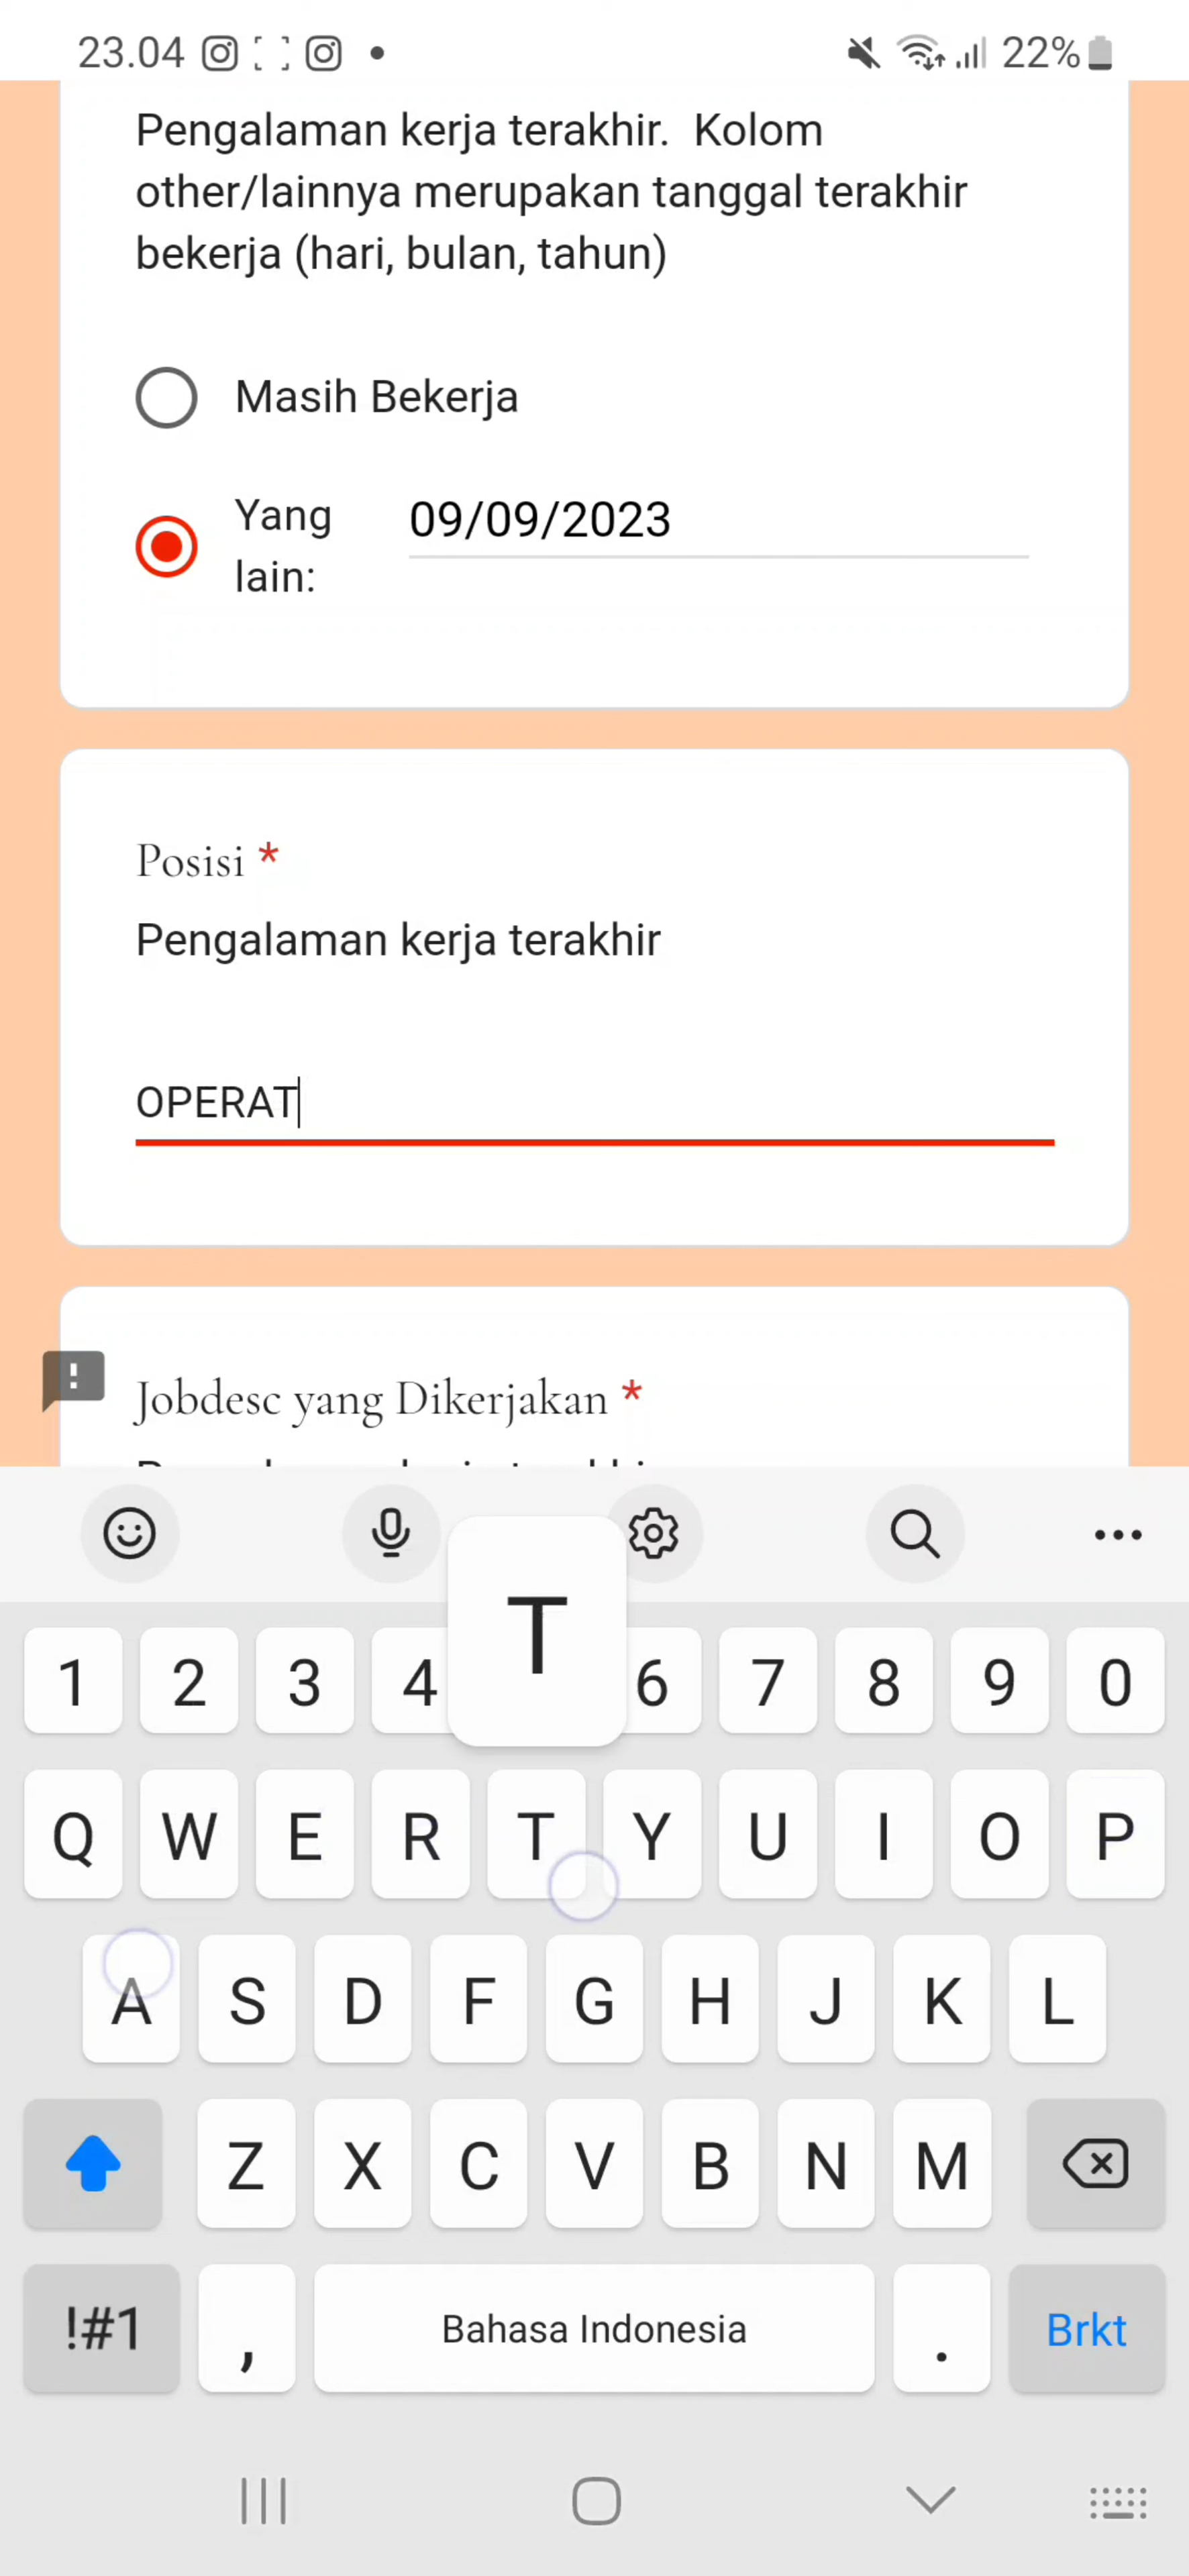 23.04
22%
Pengalaman kerja terakhir.  Kolom
other/lainnya merupakan tanggal terakhir
bekerja (hari, bulan, tahun)
Masih Bekerja
Yang
lain:
09/09/2023
Posisi *
Pengalaman kerja terakhir
OPERAT
Jobdesc yang Dikerjakan *
T
1 2 3 4 6 7 8 9 0
Q W E R T Y U I O P
A S D F G H J K L
Z X C V B N M
!#1 , Bahasa Indonesia . Brkt